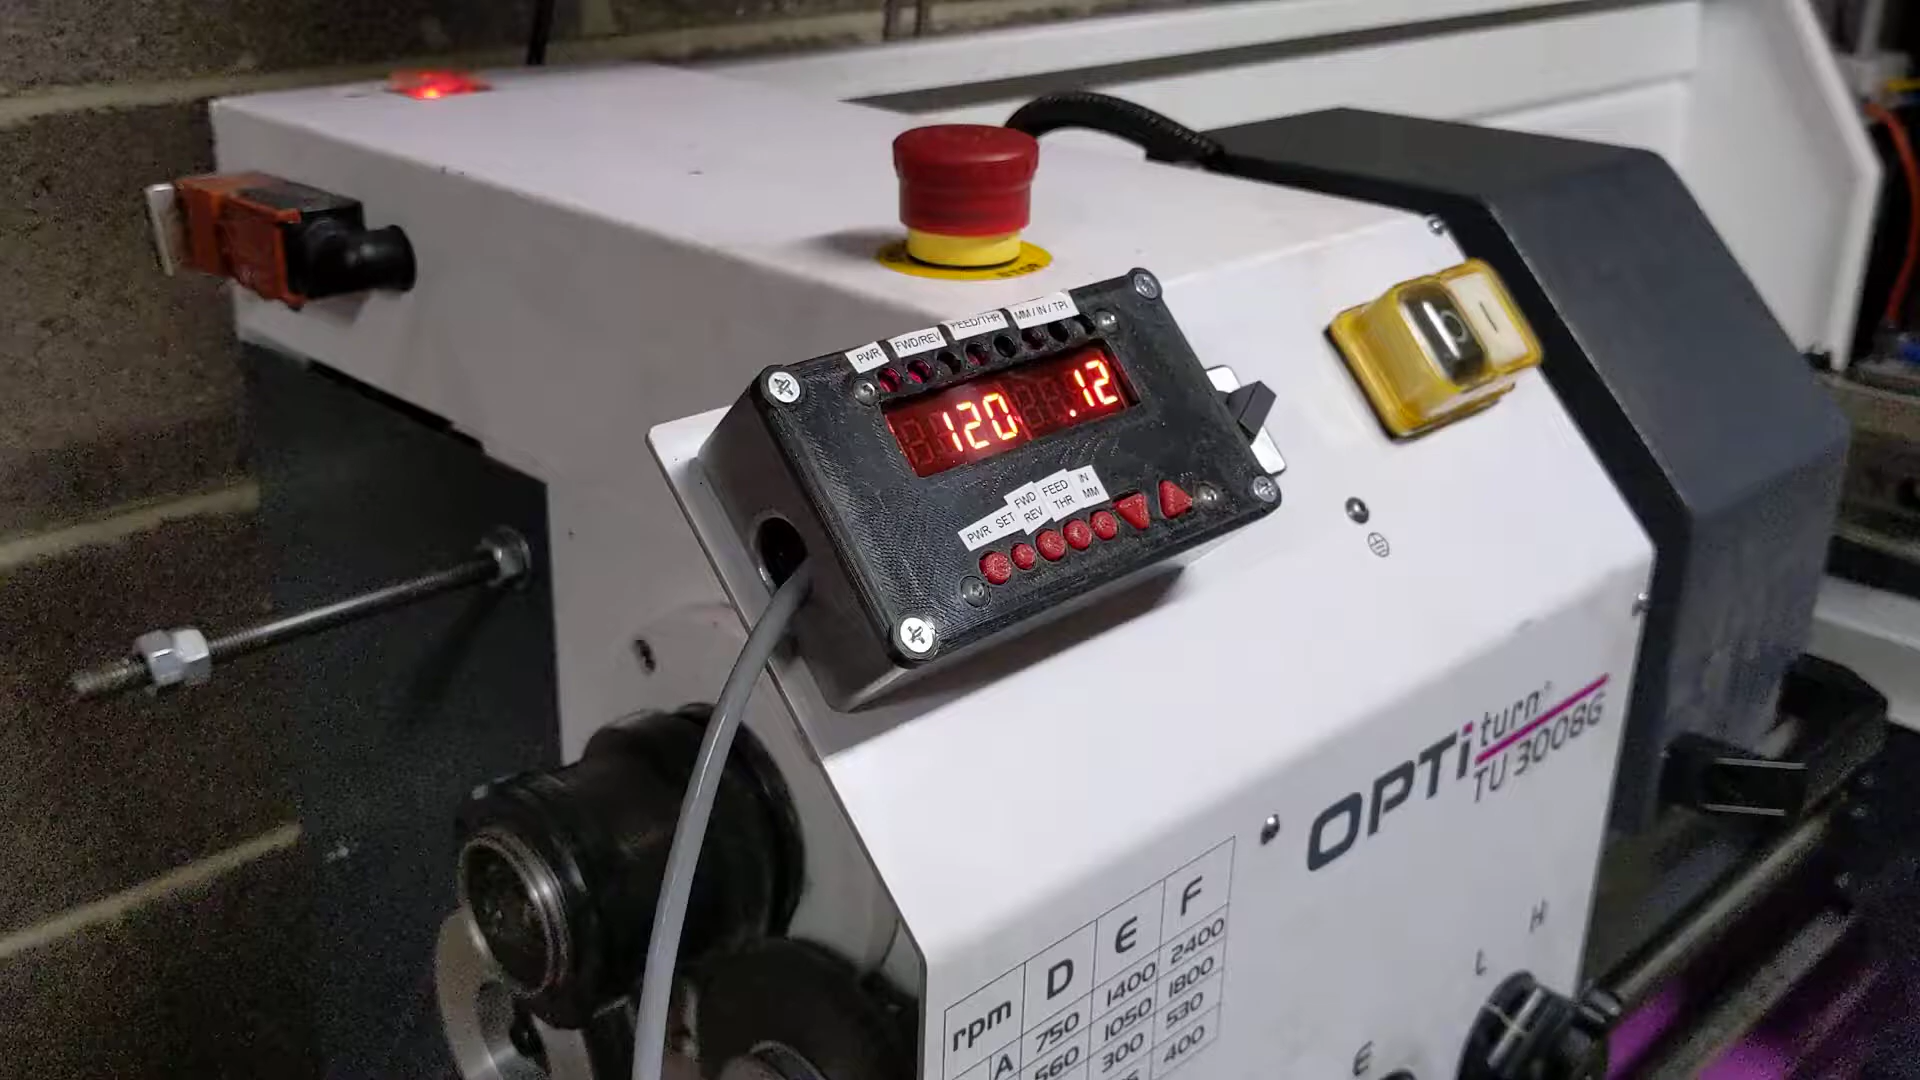 STOP
PWR
FWD/REV
FEED/THR
MM / IN / TPI
120 .12
PWR
SET
FWD
REV
FEED
THR
IN
MM
O
I
OPTi turn
TU 3008G
rpm D E F
A 750 1400 2400
560 1050 1800
300 530
400
H
L
E